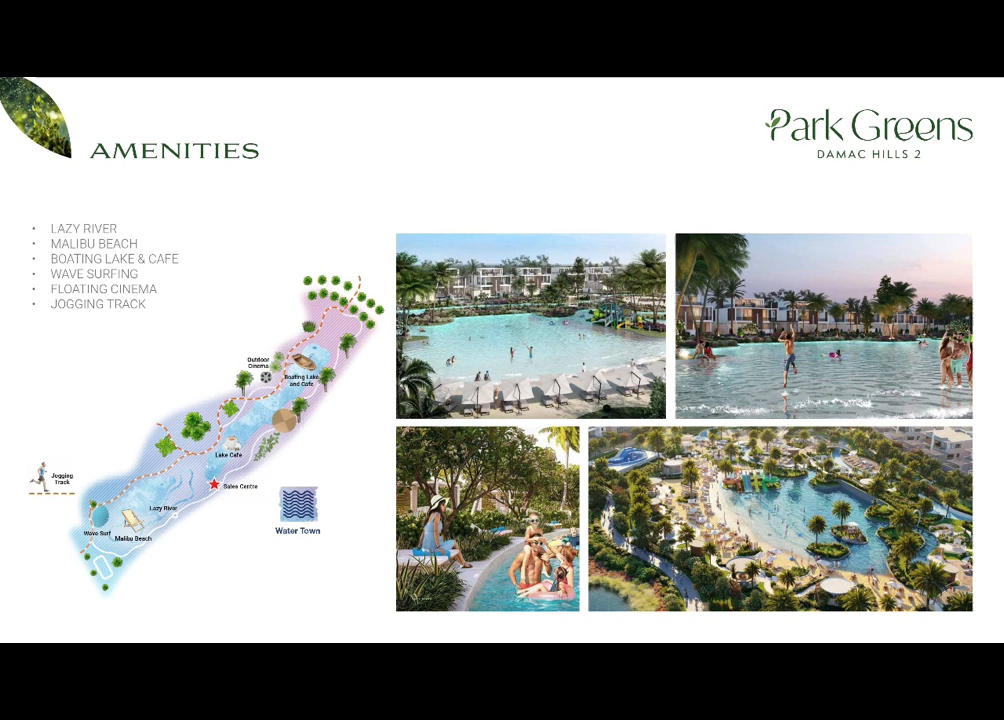 AMENITIES
Park Greens
DAMAC HILLS 2
• LAZY RIVER
• MALIBU BEACH
• BOATING LAKE & CAFE
• WAVE SURFING
• FLOATING CINEMA
• JOGGING TRACK
Outdoor
Cinema
Boating Lake
and Cafe
Lake Cafe
Jogging
Track
Sales Centre
Lazy River
Water Town
Wave Surf
Malibu Beach